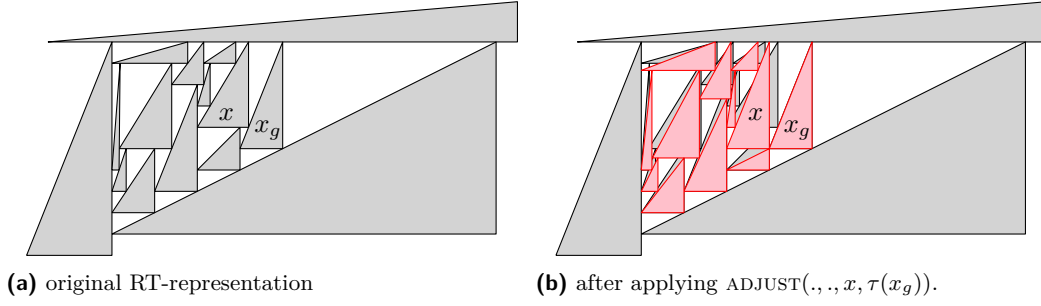 x
x_g
x
x_g
(a) original RT-representation
(b) after applying ADJUST(., ., x, τ(x_g)).